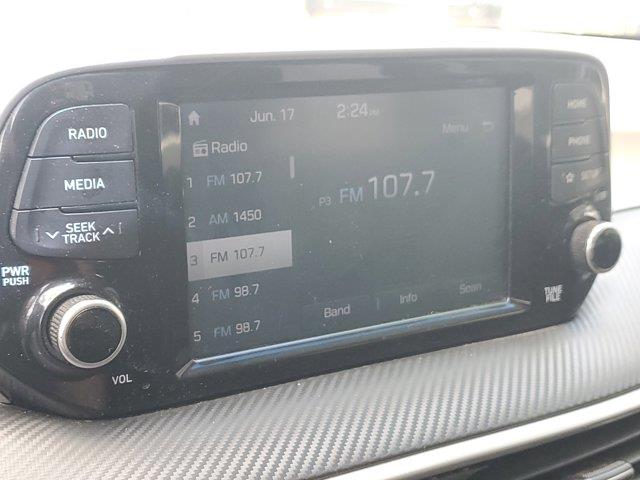 RADIO
MEDIA
SEEK
TRACK
PWR
PUSH
VOL
Jun. 17
2:24 PM
Menu
Radio
1 FM 107.7
2 AM 1450
3 FM 107.7
4 FM 98.7
5 FM 98.7
P3 FM 107.7
Band
Info
Scan
HOME
PHONE
SETUP
TUNE
FILE